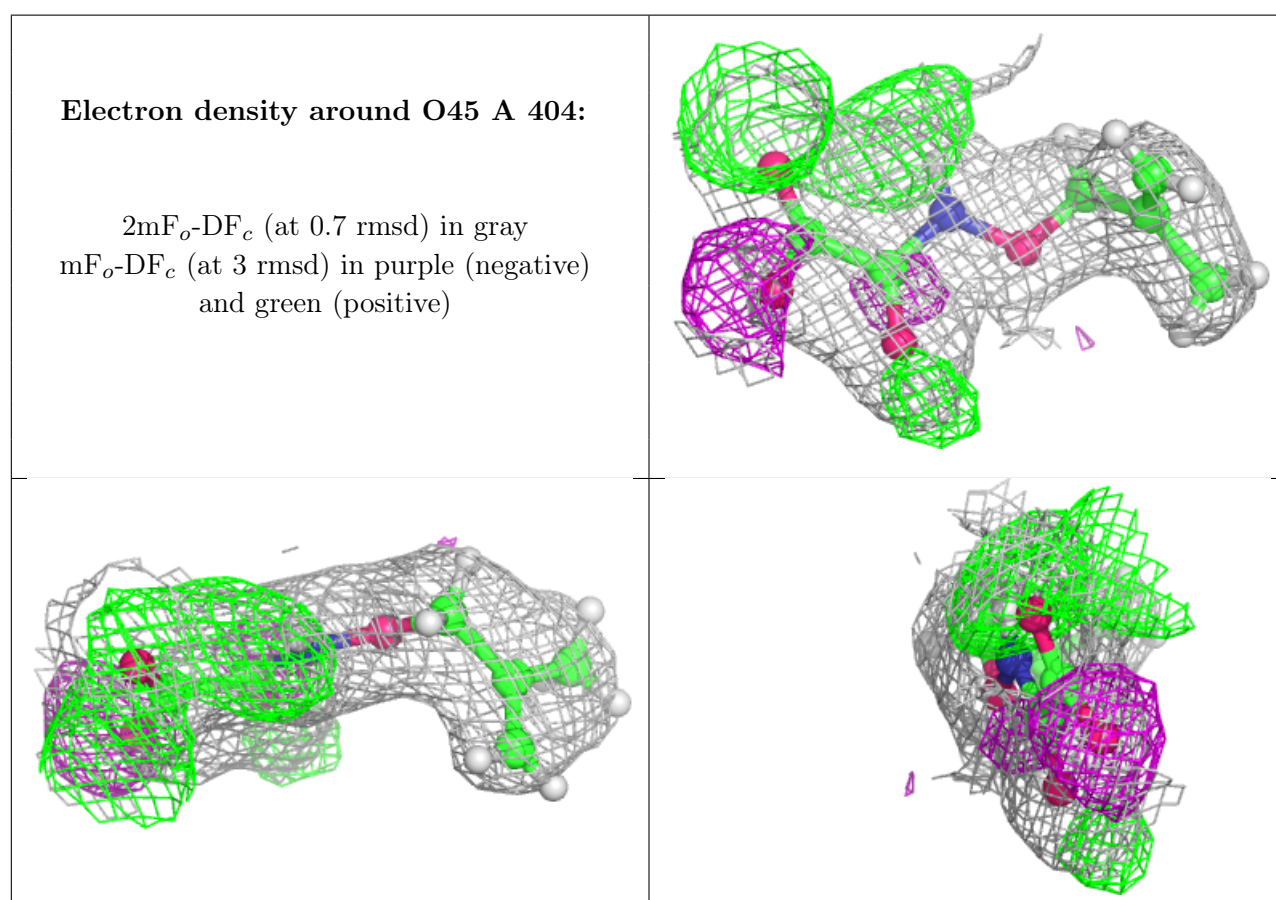 Electron density around O45 A 404:
2mFo-DFc (at 0.7 rmsd) in gray
mFo-DFc (at 3 rmsd) in purple (negative)
and green (positive)